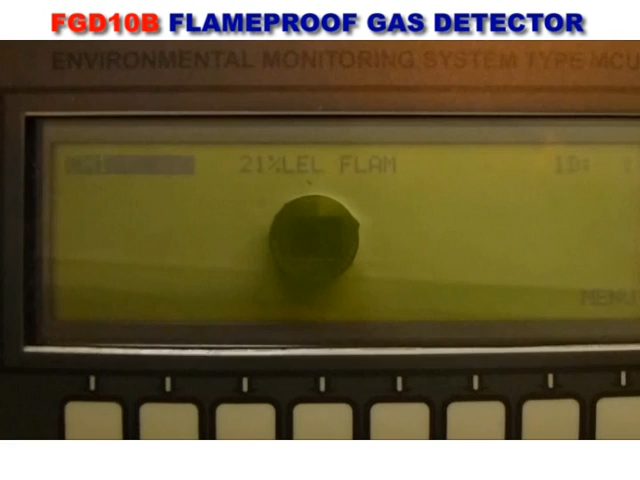 FGD10B FLAMEPROOF GAS DETECTOR
ENVIRONMENTAL MONITORING SYSTEM TYPE MCU
21%LEL FLAM ID:
MENU